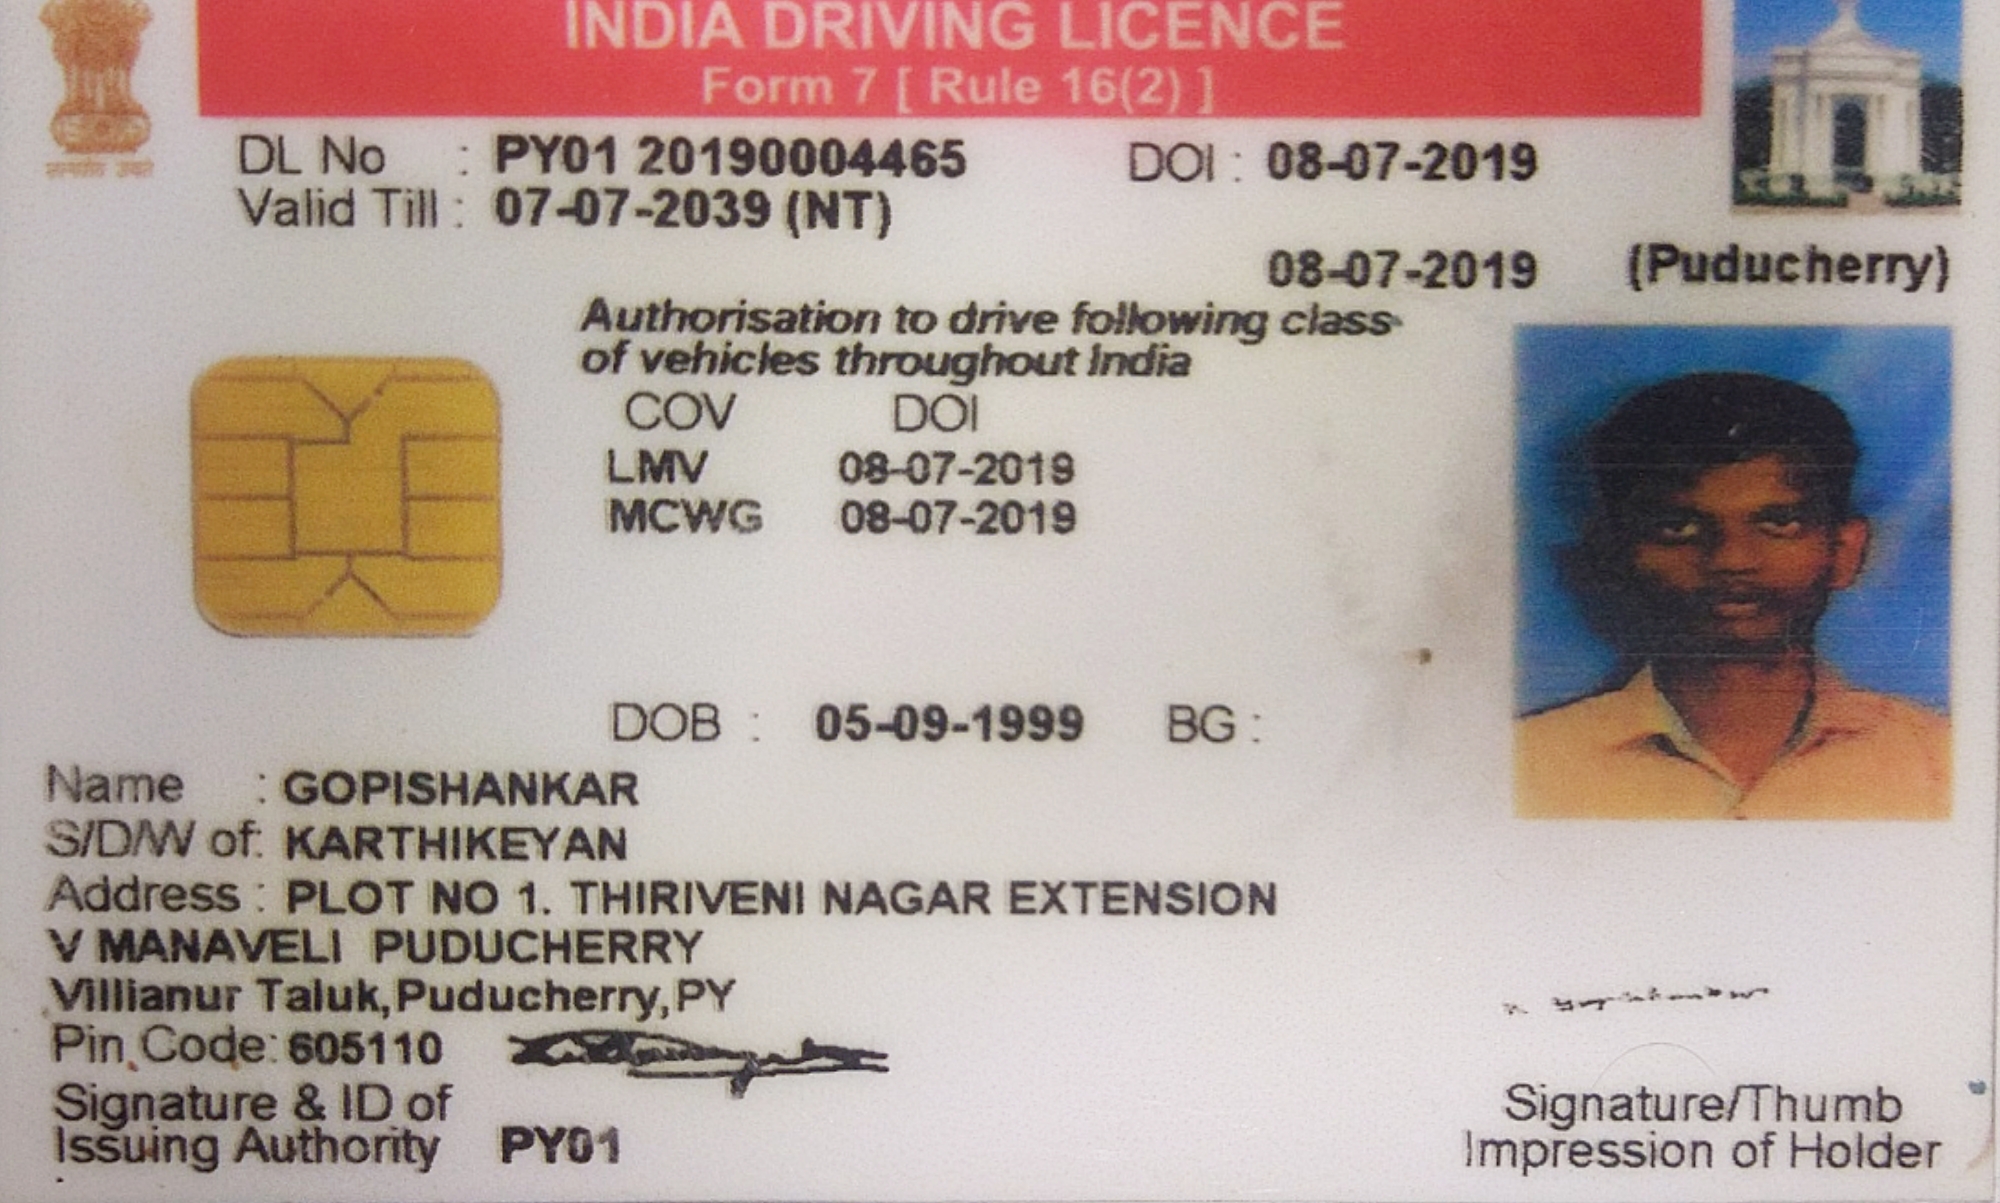 INDIA DRIVING LICENCE
Form 7 [ Rule 16(2) ]
DL No : PY01 20190004465 DOI : 08-07-2019
Valid Till : 07-07-2039 (NT)
08-07-2019 (Puducherry)
Authorisation to drive following class
of vehicles throughout India
COV DOI
LMV 08-07-2019
MCWG 08-07-2019
DOB : 05-09-1999 BG :
Name : GOPISHANKAR
S/D/W of: KARTHIKEYAN
Address : PLOT NO 1. THIRIVENI NAGAR EXTENSION
V MANAVELI PUDUCHERRY
Villianur Taluk,Puducherry,PY
Pin Code: 605110
Signature & ID of
Issuing Authority PY01
Signature/Thumb
Impression of Holder